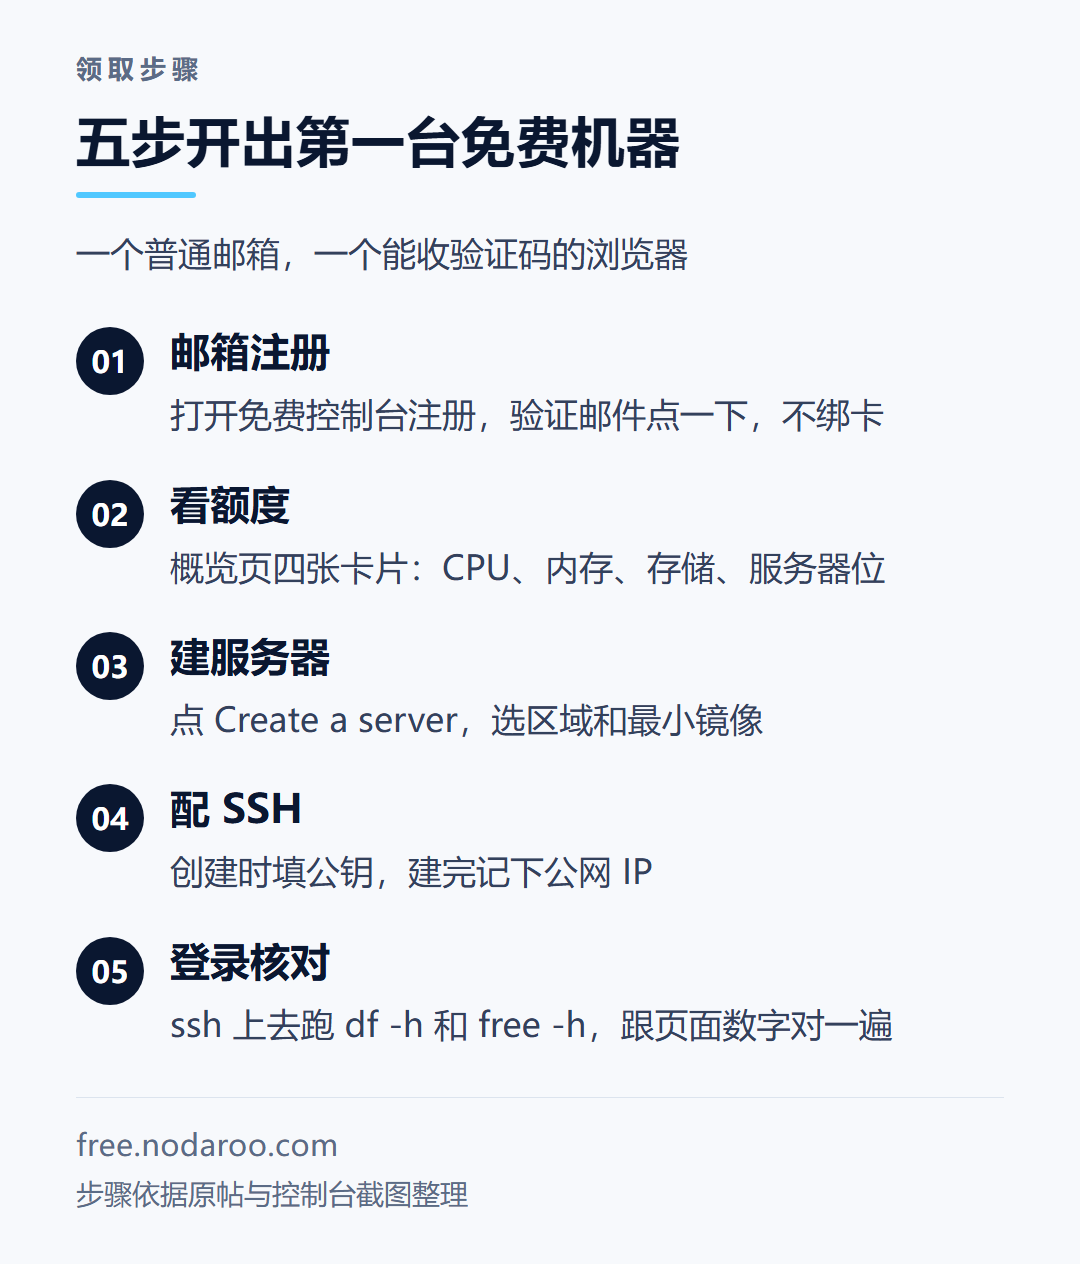 领取步骤
五步开出第一台免费机器
一个普通邮箱，一个能收验证码的浏览器
01
邮箱注册
打开免费控制台注册，验证邮件点一下，不绑卡
02
看额度
概览页四张卡片：CPU、内存、存储、服务器位
03
建服务器
点 Create a server，选区域和最小镜像
04
配 SSH
创建时填公钥，建完记下公网 IP
05
登录核对
ssh 上去跑 df -h 和 free -h，跟页面数字对一遍
free.nodaroo.com
步骤依据原帖与控制台截图整理